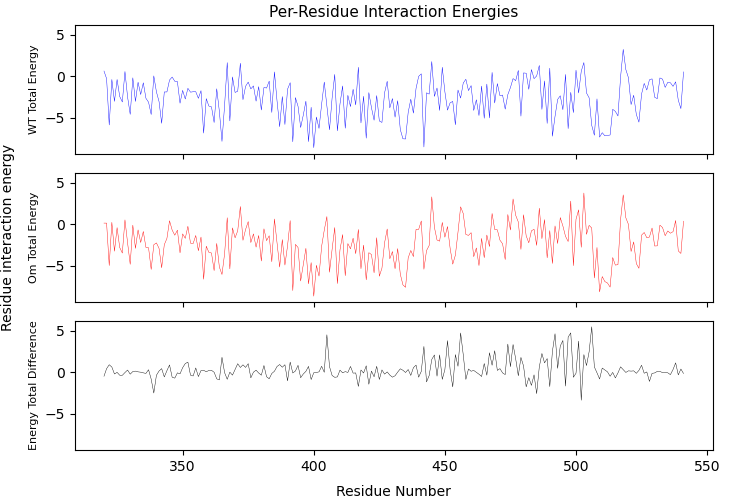 Per-Residue Interaction Energies
Residue interaction energy
WT Total Energy
5
0
−5
Om Total Energy
5
0
−5
Energy Total Difference
5
0
−5
350
400
450
500
550
Residue Number